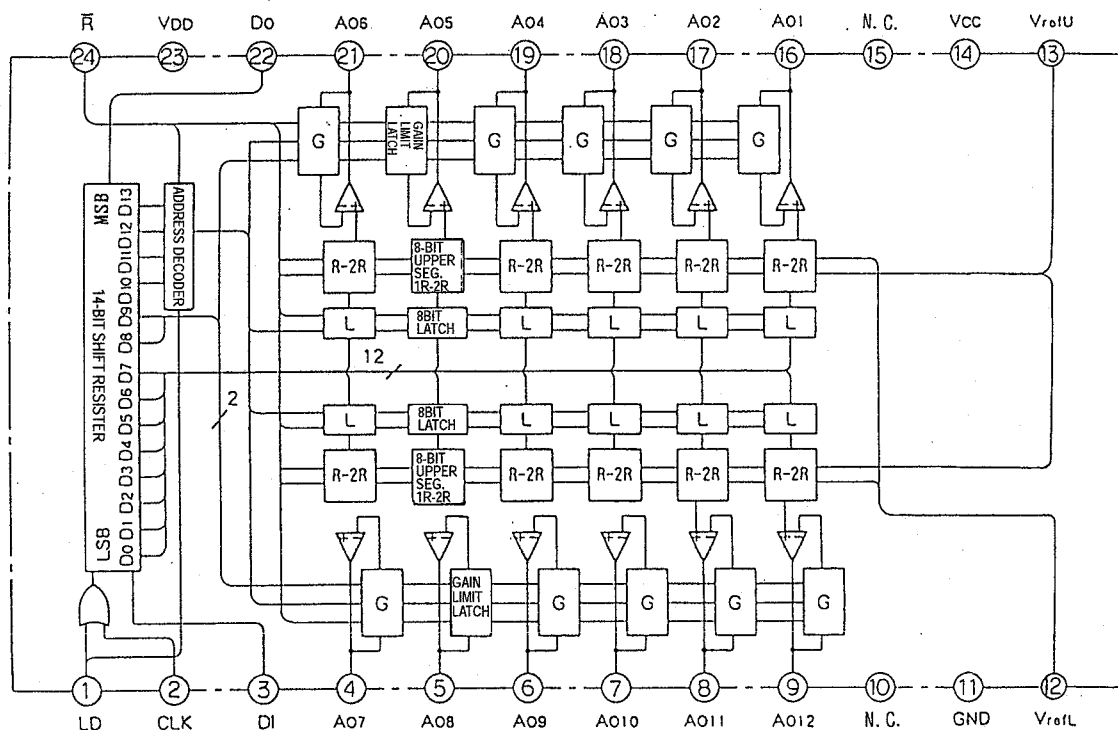 R̅ VDD Do AO6 AO5 AO4 AO3 AO2 AO1 N.C. VCC VrefU
24 23 22 21 20 19 18 17 16 15 14 13
G GAIN LIMIT LATCH G G G G
MSB D13 D12 D11 D10 D9 D8 D7 D6 D5 D4 D3 D2 D1 D0 LSB
14-BIT SHIFT RESISTER
ADDRESS DECODER
R-2R 8-BIT UPPER SEG. 1R-2R R-2R R-2R R-2R R-2R
L 8BIT LATCH L L L L
12
2
L 8BIT LATCH L L L L
R-2R 8-BIT UPPER SEG. 1R-2R R-2R R-2R R-2R R-2R
G GAIN LIMIT LATCH G G G G
1 2 3 4 5 6 7 8 9 10 11 12
LD CLK DI AO7 AO8 AO9 AO10 AO11 AO12 N.C. GND VrefL